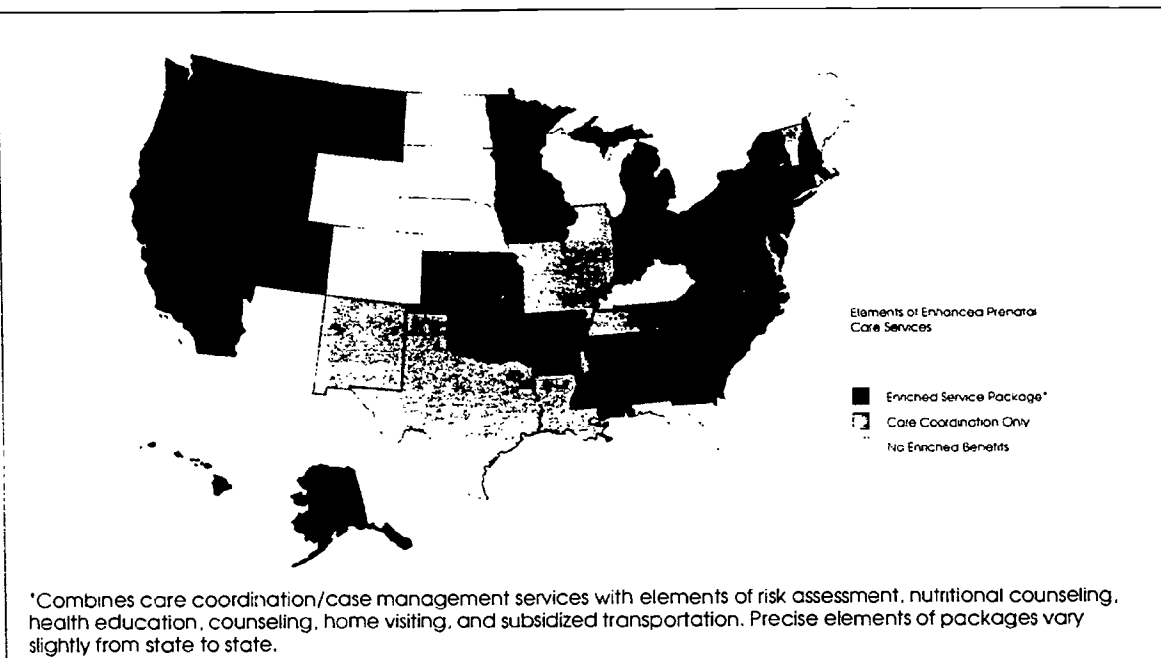 Elements of Enhanced Prenatal
Care Services
Enriched Service Package*
Care Coordination Only
No Enriched Benefits
*Combines care coordination/case management services with elements of risk assessment, nutritional counseling,
health education, counseling, home visiting, and subsidized transportation. Precise elements of packages vary
slightly from state to state.